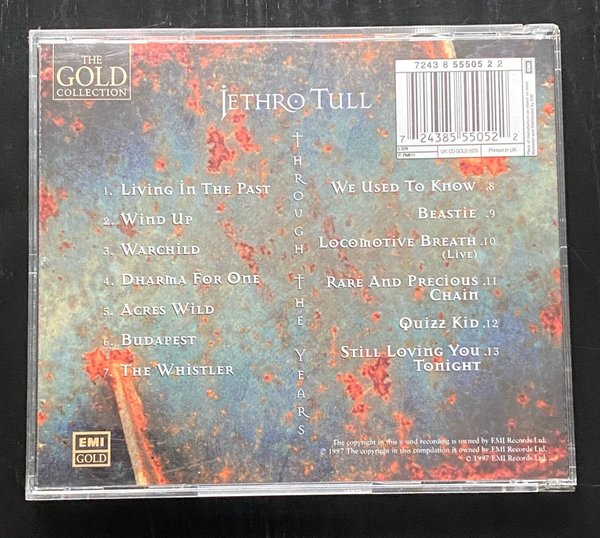 THE
GOLD
COLLECTION
JETHRO TULL
THROUGH THE YEARS
7243 8 55505 2 2
EMI
7 24385 55052 2
UK: CD GOLD 1079
Printed in UK
1. LIVING IN THE PAST
2. WIND UP
3. WARCHILD
4. DHARMA FOR ONE
5. ACRES WILD
6. BUDAPEST
7. THE WHISTLER
WE USED TO KNOW .8
BEASTIE .9
LOCOMOTIVE BREATH .10
(LIVE)
RARE AND PRECIOUS .11
CHAIN
QUIZZ KID .12
STILL LOVING YOU .13
TONIGHT
EMI
GOLD
The copyright in this sound recording is owned by EMI Records Ltd.
℗ 1997 The copyright in this compilation is owned by EMI Records Ltd.
© 1997 EMI Records Ltd.